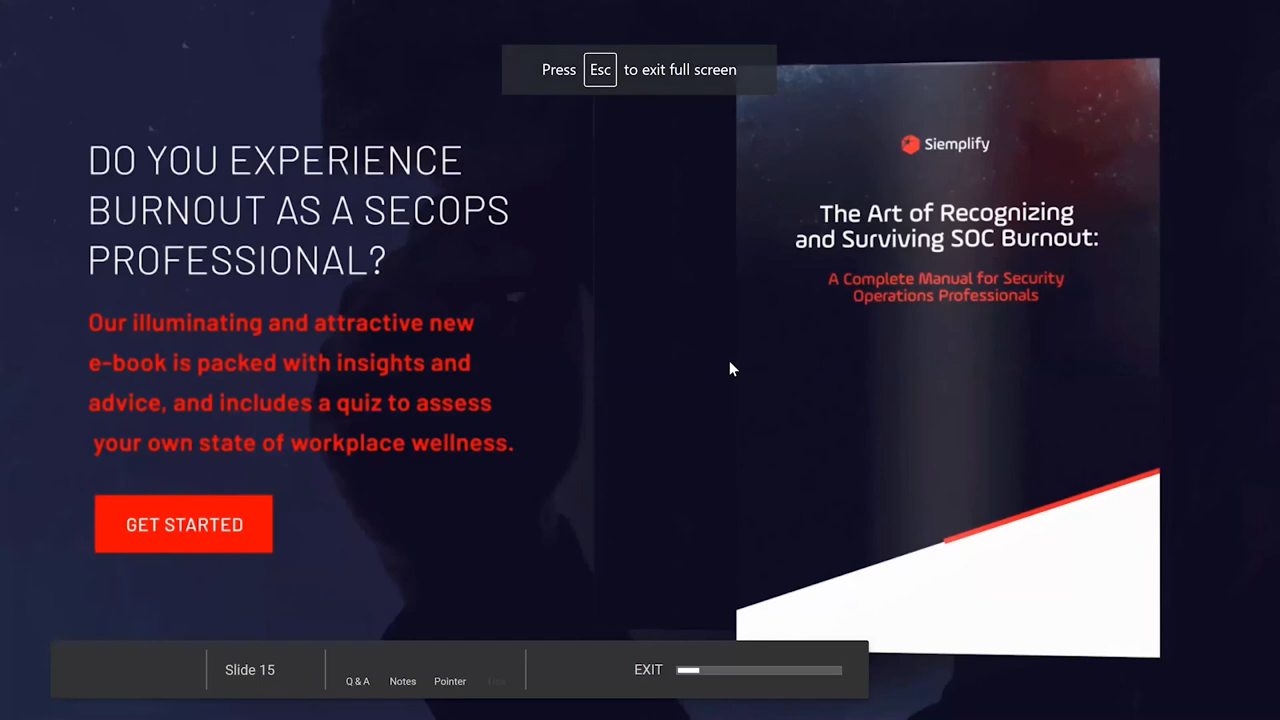 Press Esc to exit full screen
Siemplify
DO YOU EXPERIENCE
BURNOUT AS A SECOPS
PROFESSIONAL?
The Art of Recognizing
and Surviving SOC Burnout:
A Complete Manual for Security
Operations Professionals
Our illuminating and attractive new
e-book is packed with insights and
advice, and includes a quiz to assess
your own state of workplace wellness.
GET STARTED
Slide 15
Q & A Notes Pointer
EXIT